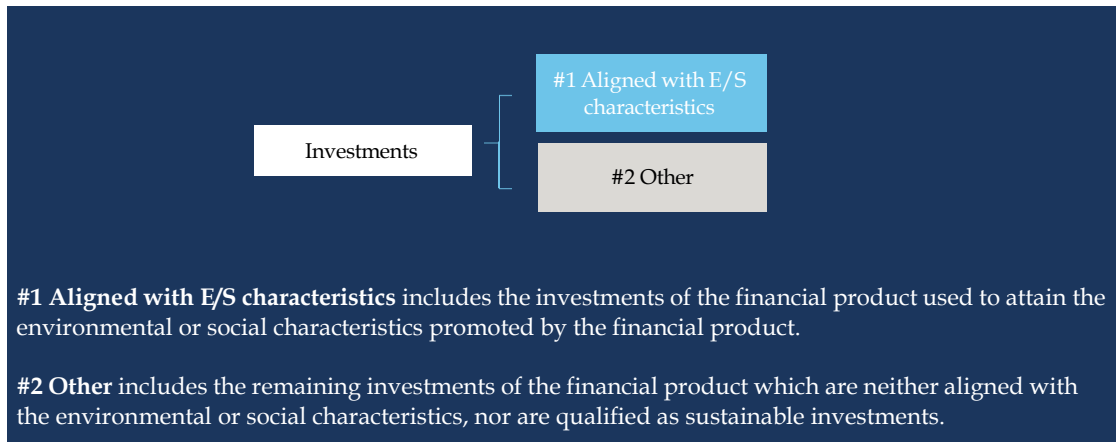 #1 Aligned with E/S
characteristics
Investments
#2 Other
#1 Aligned with E/S characteristics includes the investments of the financial product used to attain the
environmental or social characteristics promoted by the financial product.
#2 Other includes the remaining investments of the financial product which are neither aligned with
the environmental or social characteristics, nor are qualified as sustainable investments.